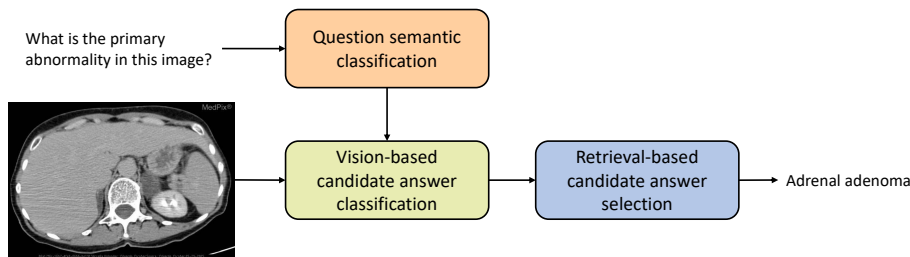 What is the primary
abnormality in this image?
Question semantic
classification
MedPix®
Vision-based
candidate answer
classification
Retrieval-based
candidate answer
selection
Adrenal adenoma